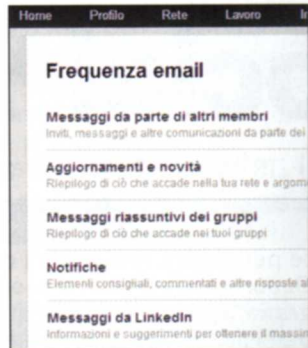 Home Profilo Rete Lavoro
Frequenza email
Messaggi da parte di altri membri
Inviti, messaggi e altre comunicazioni da parte dei
Aggiornamenti e novità
Riepilogo di ciò che accade nella tua rete e argom
Messaggi riassuntivi dei gruppi
Riepilogo di ciò che accade nei tuoi gruppi
Notifiche
Elementi consigliati, commentati e altre risposte a
Messaggi da LinkedIn
Informazioni e suggerimenti per ottenere il massim